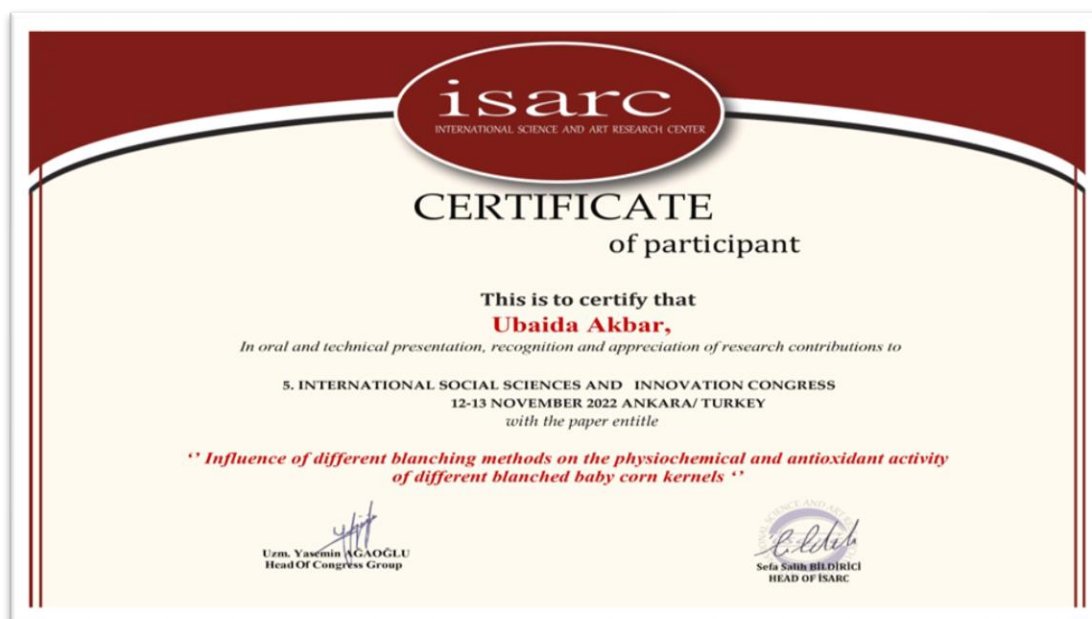 isarc
INTERNATIONAL SCIENCE AND ART RESEARCH CENTER
CERTIFICATE
of participant
This is to certify that
Ubaida Akbar,
In oral and technical presentation, recognition and appreciation of research contributions to
5. INTERNATIONAL SOCIAL SCIENCES AND INNOVATION CONGRESS
12-13 NOVEMBER 2022 ANKARA/ TURKEY
with the paper entitle
‘’ Influence of different blanching methods on the physiochemical and antioxidant activity
of different blanched baby corn kernels ‘’
Uzm. Yasemin AĞAOĞLU
Head Of Congress Group
Sefa Salih BİLDİRİCİ
HEAD OF İSARC